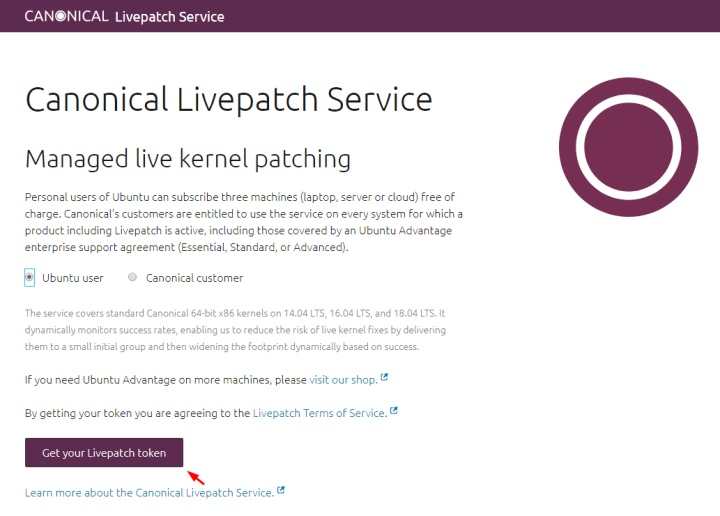 CANONICAL Livepatch Service
Canonical Livepatch Service
Managed live kernel patching
Personal users of Ubuntu can subscribe three machines (laptop, server or cloud) free of
charge. Canonical's customers are entitled to use the service on every system for which a
product including Livepatch is active, including those covered by an Ubuntu Advantage
enterprise support agreement (Essential, Standard, or Advanced).
Ubuntu user Canonical customer
The service covers standard Canonical 64-bit x86 kernels on 14.04 LTS, 16.04 LTS, and 18.04 LTS. It
dynamically monitors success rates, enabling us to reduce the risk of live kernel fixes by delivering
them to a small initial group and then widening the footprint dynamically based on success.
If you need Ubuntu Advantage on more machines, please visit our shop.
By getting your token you are agreeing to the Livepatch Terms of Service.
Get your Livepatch token
Learn more about the Canonical Livepatch Service.